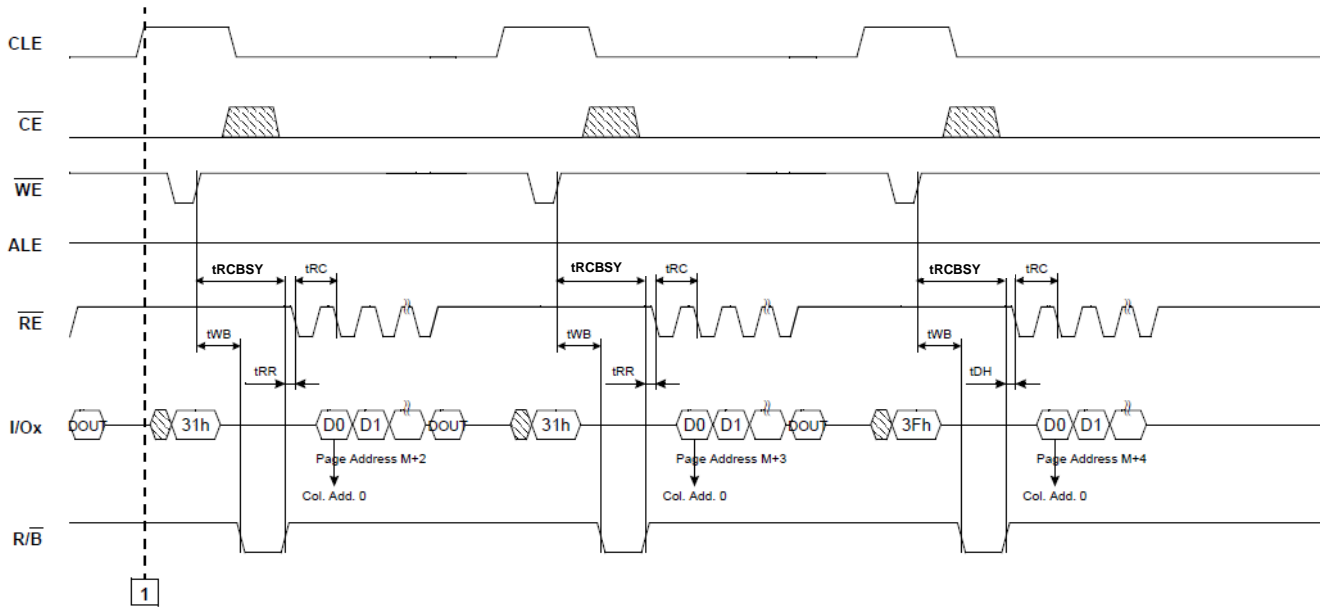 CLE
CE
WE
ALE
tRCBSY tRC tRCBSY tRC tRCBSY tRC
RE
tWB tWB tWB
tRR tRR tDH
I/Ox DOUT 31h D0 D1 DOUT 31h D0 D1 DOUT 3Fh D0 D1
Page Address M+2 Page Address M+3 Page Address M+4
Col. Add. 0 Col. Add. 0 Col. Add. 0
R/B
1